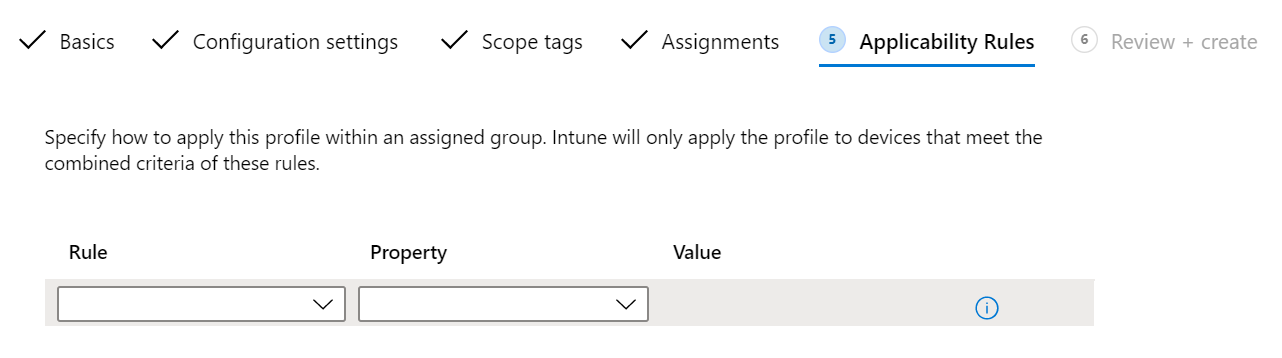 Basics Configuration settings Scope tags Assignments 5 Applicability Rules 6 Review + create
Specify how to apply this profile within an assigned group. Intune will only apply the profile to devices that meet the
combined criteria of these rules.
Rule Property Value